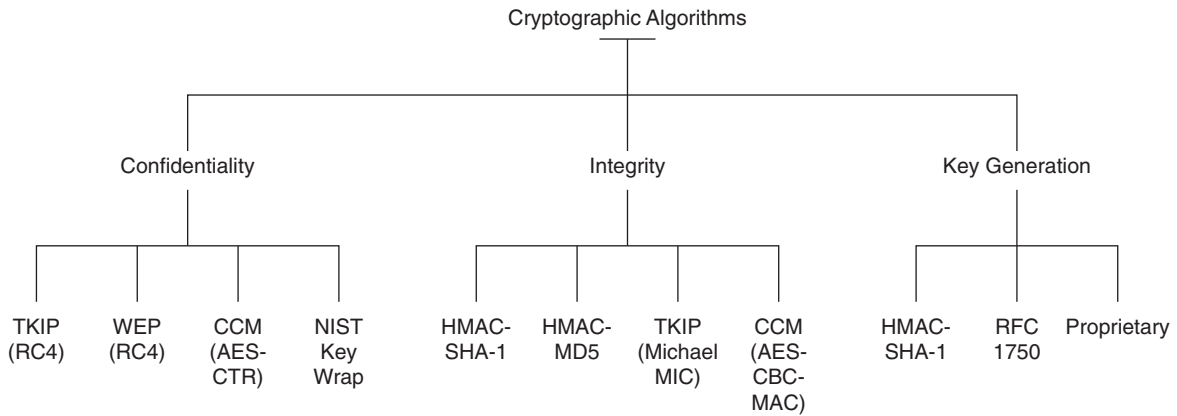 Cryptographic Algorithms
Confidentiality
Integrity
Key Generation
TKIP
(RC4)
WEP
(RC4)
CCM
(AES-
CTR)
NIST
Key
Wrap
HMAC-
SHA-1
HMAC-
MD5
TKIP
(Michael
MIC)
CCM
(AES-
CBC-
MAC)
HMAC-
SHA-1
RFC
1750
Proprietary